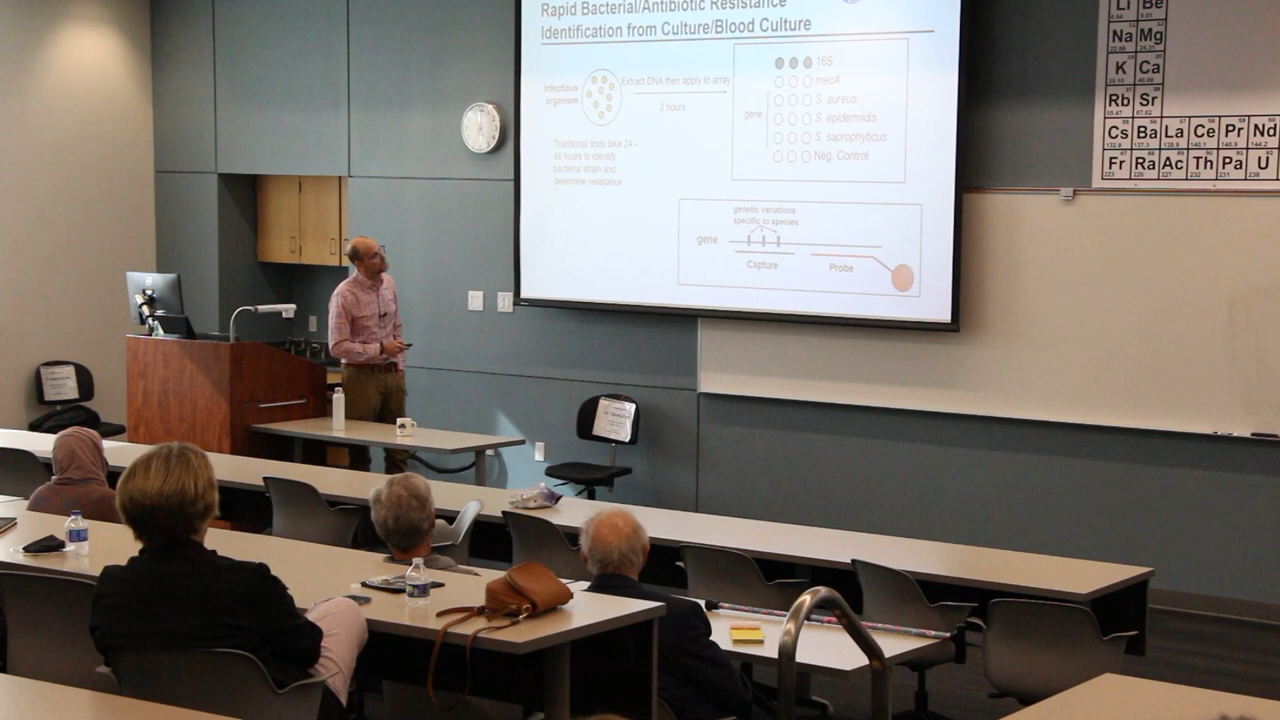 Rapid Bacterial/Antibiotic Resistance
Identification from Culture/Blood Culture
Infectious
organism
Extract DNA then apply to array
2 hours
Traditional tests take 24 –
48 hours to identify
bacterial strain and
determine resistance
16S
mecA
S. aureus
gene
S. epidermidis
S. saprophyticus
Neg. Control
genetic variations
specific to species
gene
Capture
Probe
Li Be
Na Mg
K Ca
Rb Sr
Cs Ba La Ce Pr Nd
Fr Ra Ac Th Pa U